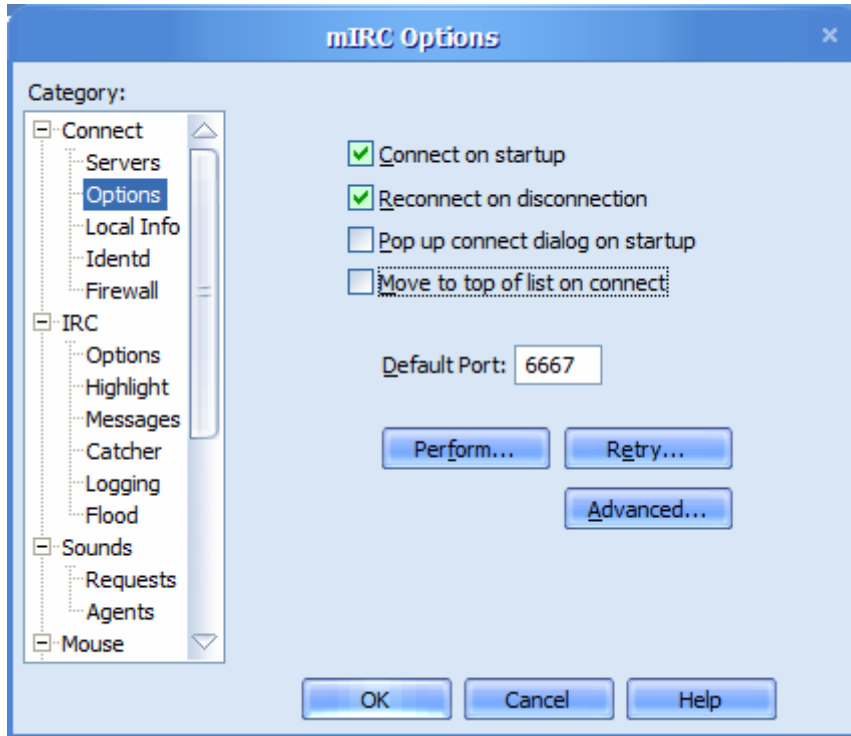 mIRC Options
Category:
Connect
Servers
Options
Local Info
Identd
Firewall
IRC
Options
Highlight
Messages
Catcher
Logging
Flood
Sounds
Requests
Agents
Mouse
Connect on startup
Reconnect on disconnection
Pop up connect dialog on startup
Move to top of list on connect
Default Port: 6667
Perform... Retry...
Advanced...
OK Cancel Help